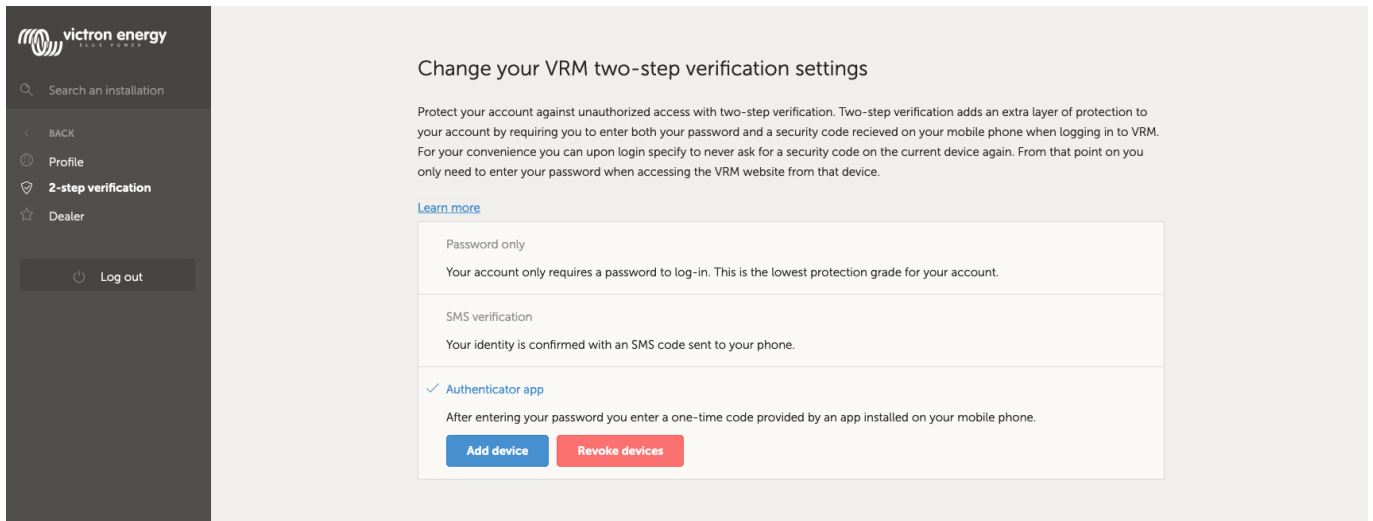 victron energy
BLUE POWER
Search an installation
BACK
Profile
2-step verification
Dealer
Log out
Change your VRM two-step verification settings
Protect your account against unauthorized access with two-step verification. Two-step verification adds an extra layer of protection to
your account by requiring you to enter both your password and a security code recieved on your mobile phone when logging in to VRM.
For your convenience you can upon login specify to never ask for a security code on the current device again. From that point on you
only need to enter your password when accessing the VRM website from that device.
Learn more
Password only
Your account only requires a password to log-in. This is the lowest protection grade for your account.
SMS verification
Your identity is confirmed with an SMS code sent to your phone.
Authenticator app
After entering your password you enter a one-time code provided by an app installed on your mobile phone.
Add device
Revoke devices